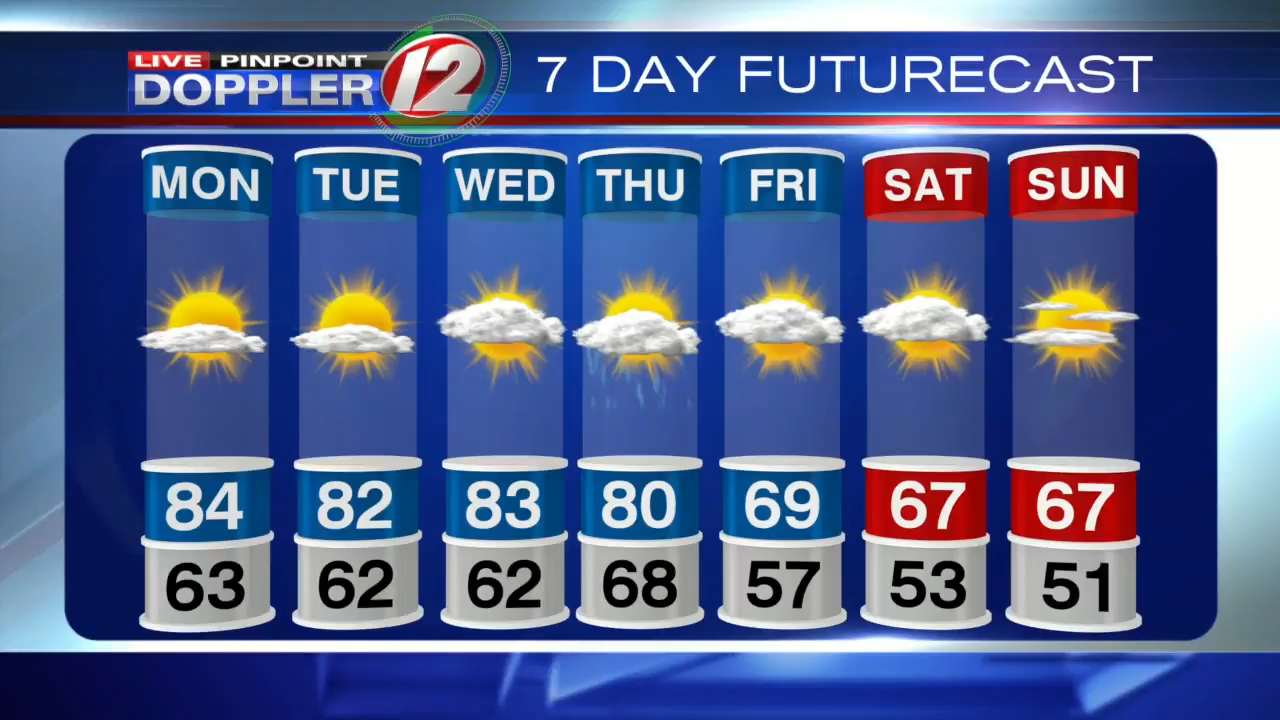 LIVE PINPOINT
DOPPLER 12
7 DAY FUTURECAST
MON TUE WED THU FRI SAT SUN
84 82 83 80 69 67 67
63 62 62 68 57 53 51